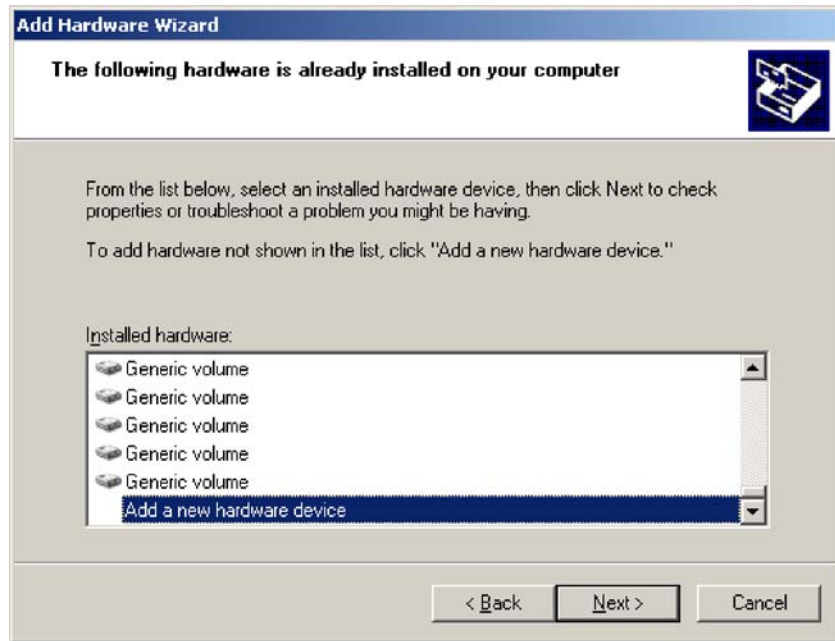 Add Hardware Wizard
The following hardware is already installed on your computer
From the list below, select an installed hardware device, then click Next to check
properties or troubleshoot a problem you might be having.
To add hardware not shown in the list, click "Add a new hardware device."
Installed hardware:
Generic volume
Generic volume
Generic volume
Generic volume
Generic volume
Add a new hardware device
< Back Next > Cancel